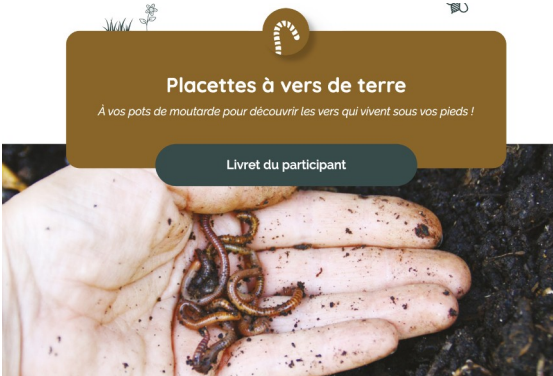 Placettes à vers de terre
À vos pots de moutarde pour découvrir les vers qui vivent sous vos pieds !
Livret du participant